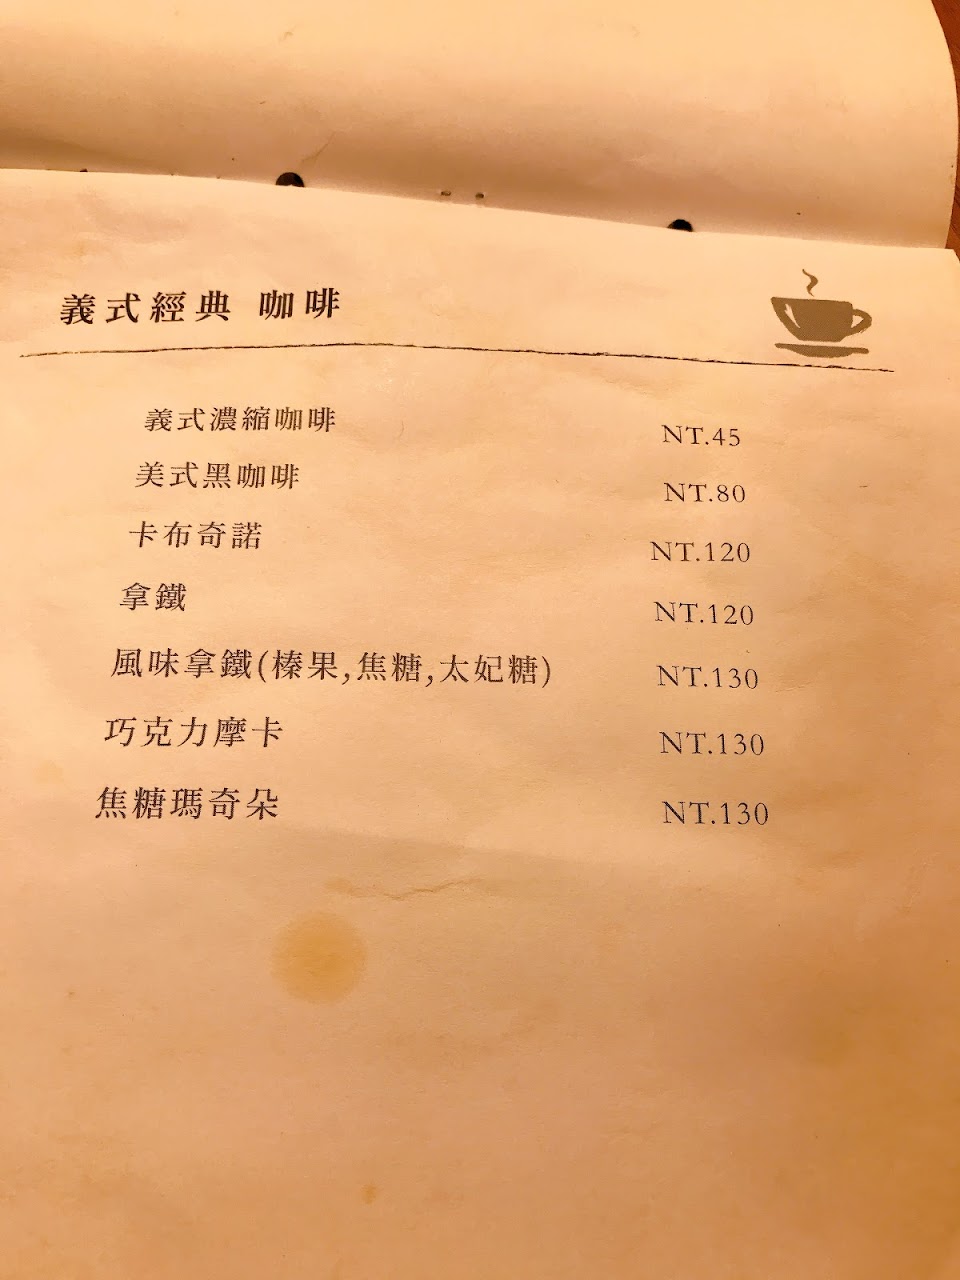 義式經典 咖啡
義式濃縮咖啡 NT.45
美式黑咖啡 NT.80
卡布奇諾 NT.120
拿鐵 NT.120
風味拿鐵(榛果,焦糖,太妃糖) NT.130
巧克力摩卡 NT.130
焦糖瑪奇朵 NT.130